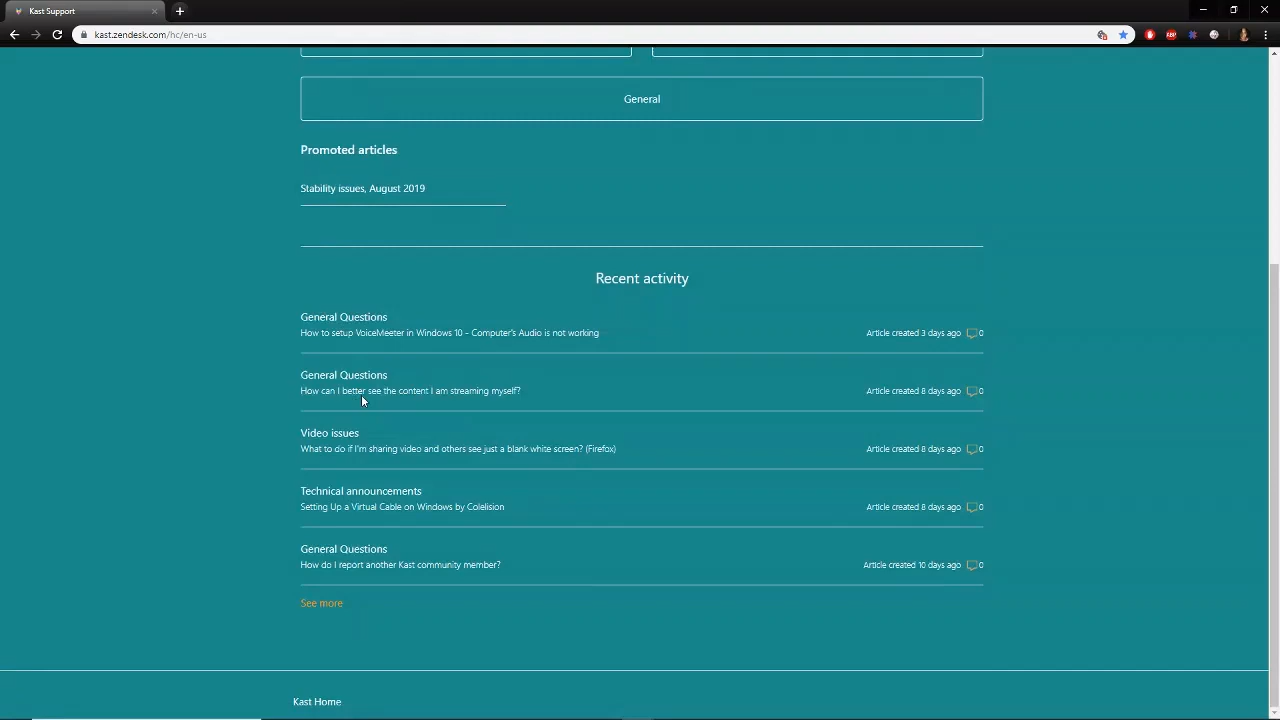 Kast Support
kast.zendesk.com/hc/en-us
General
Promoted articles
Stability issues, August 2019
Recent activity
General Questions
How to setup VoiceMeeter in Windows 10 - Computer's Audio is not working
Article created 3 days ago 0
General Questions
How can I better see the content I am streaming myself?
Article created 8 days ago 0
Video issues
What to do if I'm sharing video and others see just a blank white screen? (Firefox)
Article created 8 days ago 0
Technical announcements
Setting Up a Virtual Cable on Windows by Colelision
Article created 8 days ago 0
General Questions
How do I report another Kast community member?
Article created 10 days ago 0
See more
Kast Home